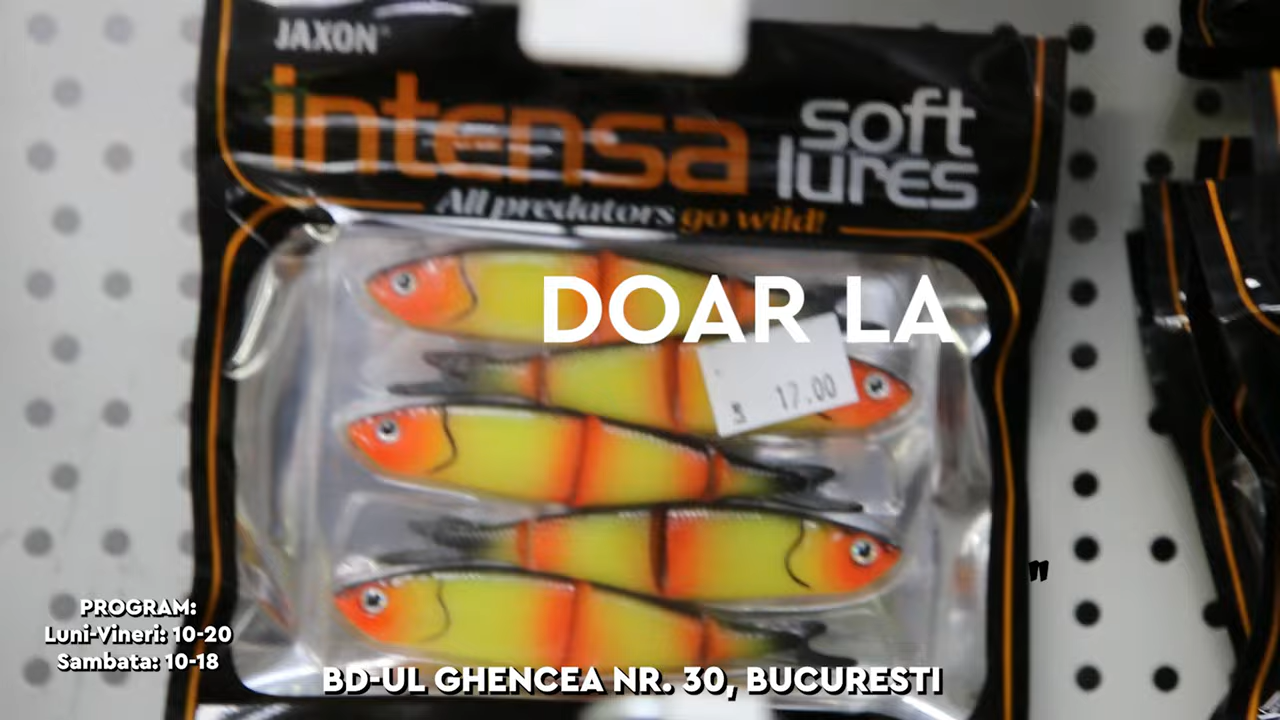 JAXON®
intensa
soft
lures
All predators go wild!
DOAR LA
$ 17.00
"
PROGRAM:
Luni-Vineri: 10-20
Sambata: 10-18
BD-UL GHENCEA NR. 30, BUCURESTI